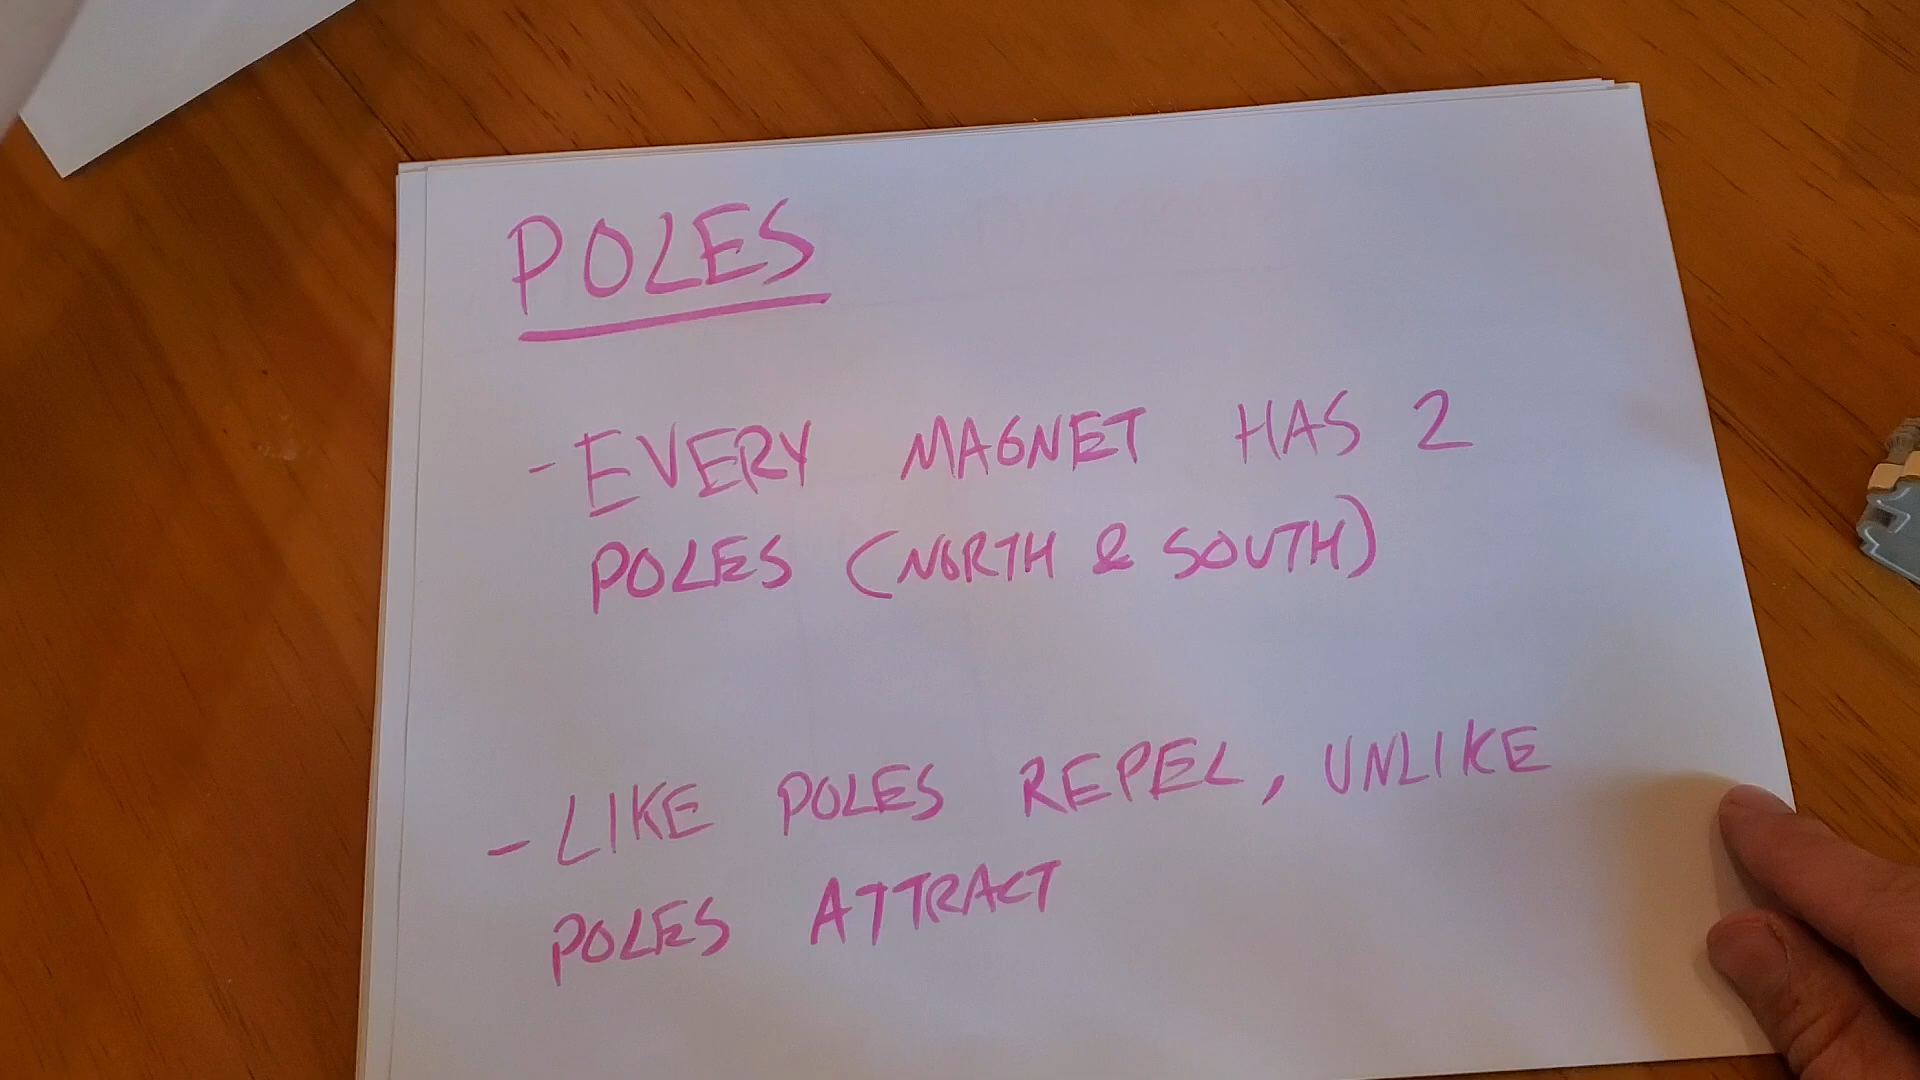 POLES
- EVERY MAGNET HAS 2
POLES (NORTH & SOUTH)
- LIKE POLES REPEL, UNLIKE
POLES ATTRACT